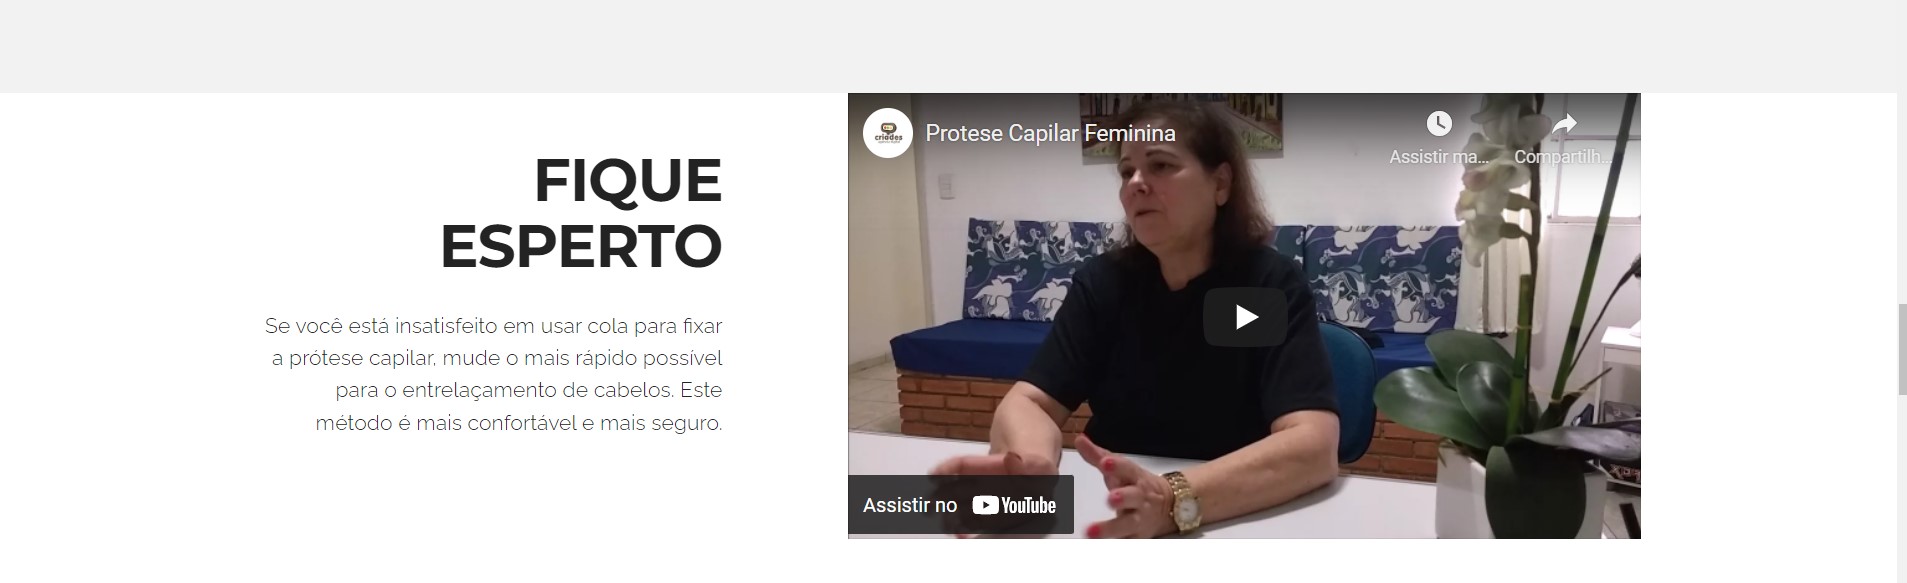 FIQUE
ESPERTO
Se você está insatisfeito em usar cola para fixar
a prótese capilar, mude o mais rápido possível
para o entrelaçamento de cabelos. Este
método é mais confortável e mais seguro.
criades
Protese Capilar Feminina
Assistir ma...
Compartilh...
Assistir no YouTube